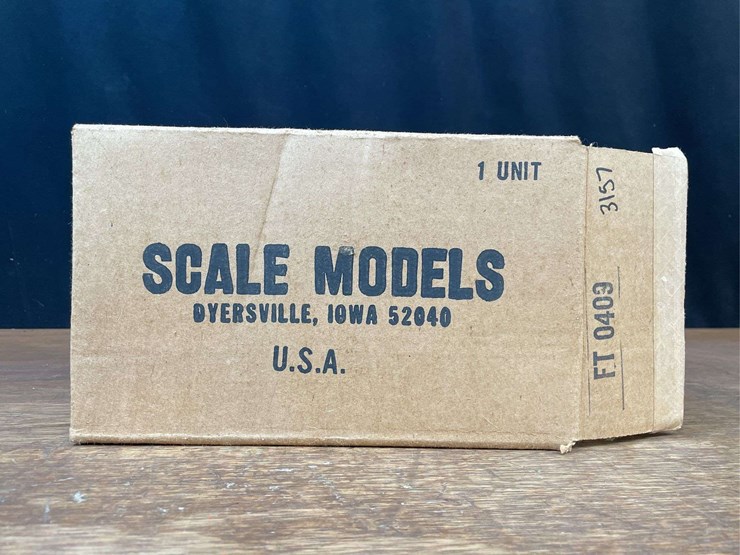 1 UNIT
SCALE MODELS
DYERSVILLE, IOWA 52040
U.S.A.
3157
FT 0409